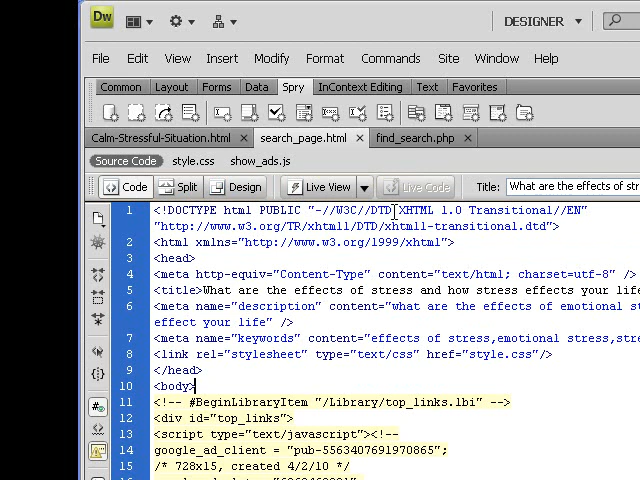 Dw DESIGNER
File Edit View Insert Modify Format Commands Site Window Help
Common Layout Forms Data Spry InContext Editing Text Favorites
Calm-Stressful-Situation.html × search_page.html × find_search.php ×
Source Code style.css show_ads.js
Code Split Design Live View Live Code Title: What are the effects of str
1 <!DOCTYPE html PUBLIC "-//W3C//DTD XHTML 1.0 Transitional//EN"
"http://www.w3.org/TR/xhtml1/DTD/xhtml1-transitional.dtd">
2 <html xmlns="http://www.w3.org/1999/xhtml">
3 <head>
4 <meta http-equiv="Content-Type" content="text/html; charset=utf-8" />
5 <title>What are the effects of stress and how stress effects your life
6 <meta name="description" content="what are the effects of emotional s
effect your life" />
7 <meta name="keywords" content="effects of stress,emotional stress,stre
8 <link rel="stylesheet" type="text/css" href="style.css"/>
9 </head>
10 <body>
11 <!-- #BeginLibraryItem "/Library/top_links.lbi" -->
12 <div id="top_links">
13 <script type="text/javascript"><!--
14 google_ad_client = "pub-5563407691970865";
15 /* 728x15, created 4/2/10 */